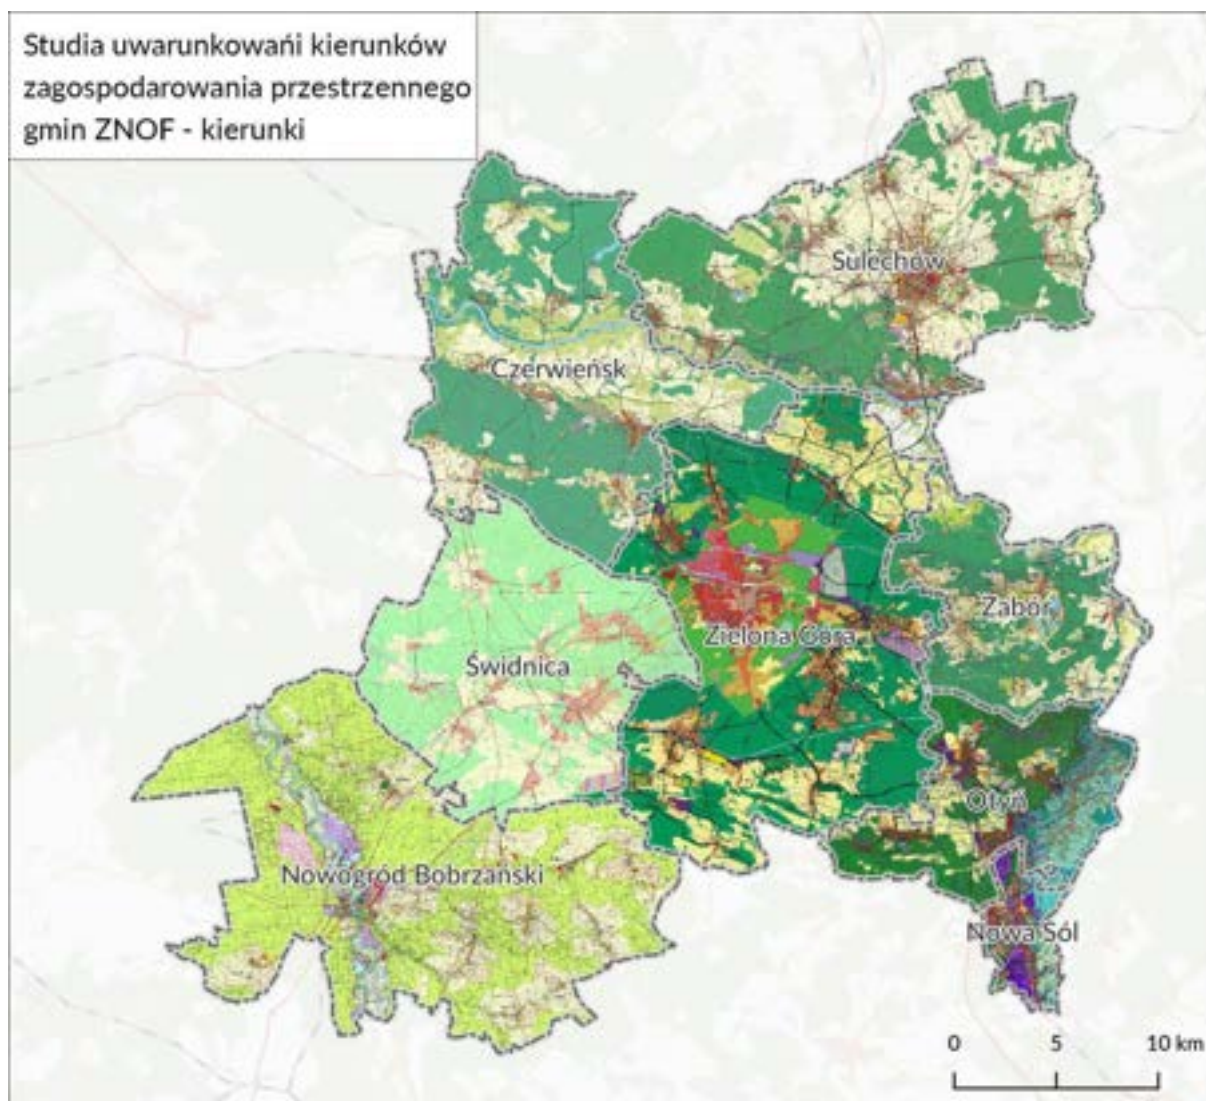 Studia uwarunkowańi kierunków
zagospodarowania przestrzennego
gmin ZNOF - kierunki
Sulechów
Czerwieńsk
Zabór
Zielona Góra
Świdnica
Otyń
Nowogród Bobrzański
Nowa Sól
0 5 10 km